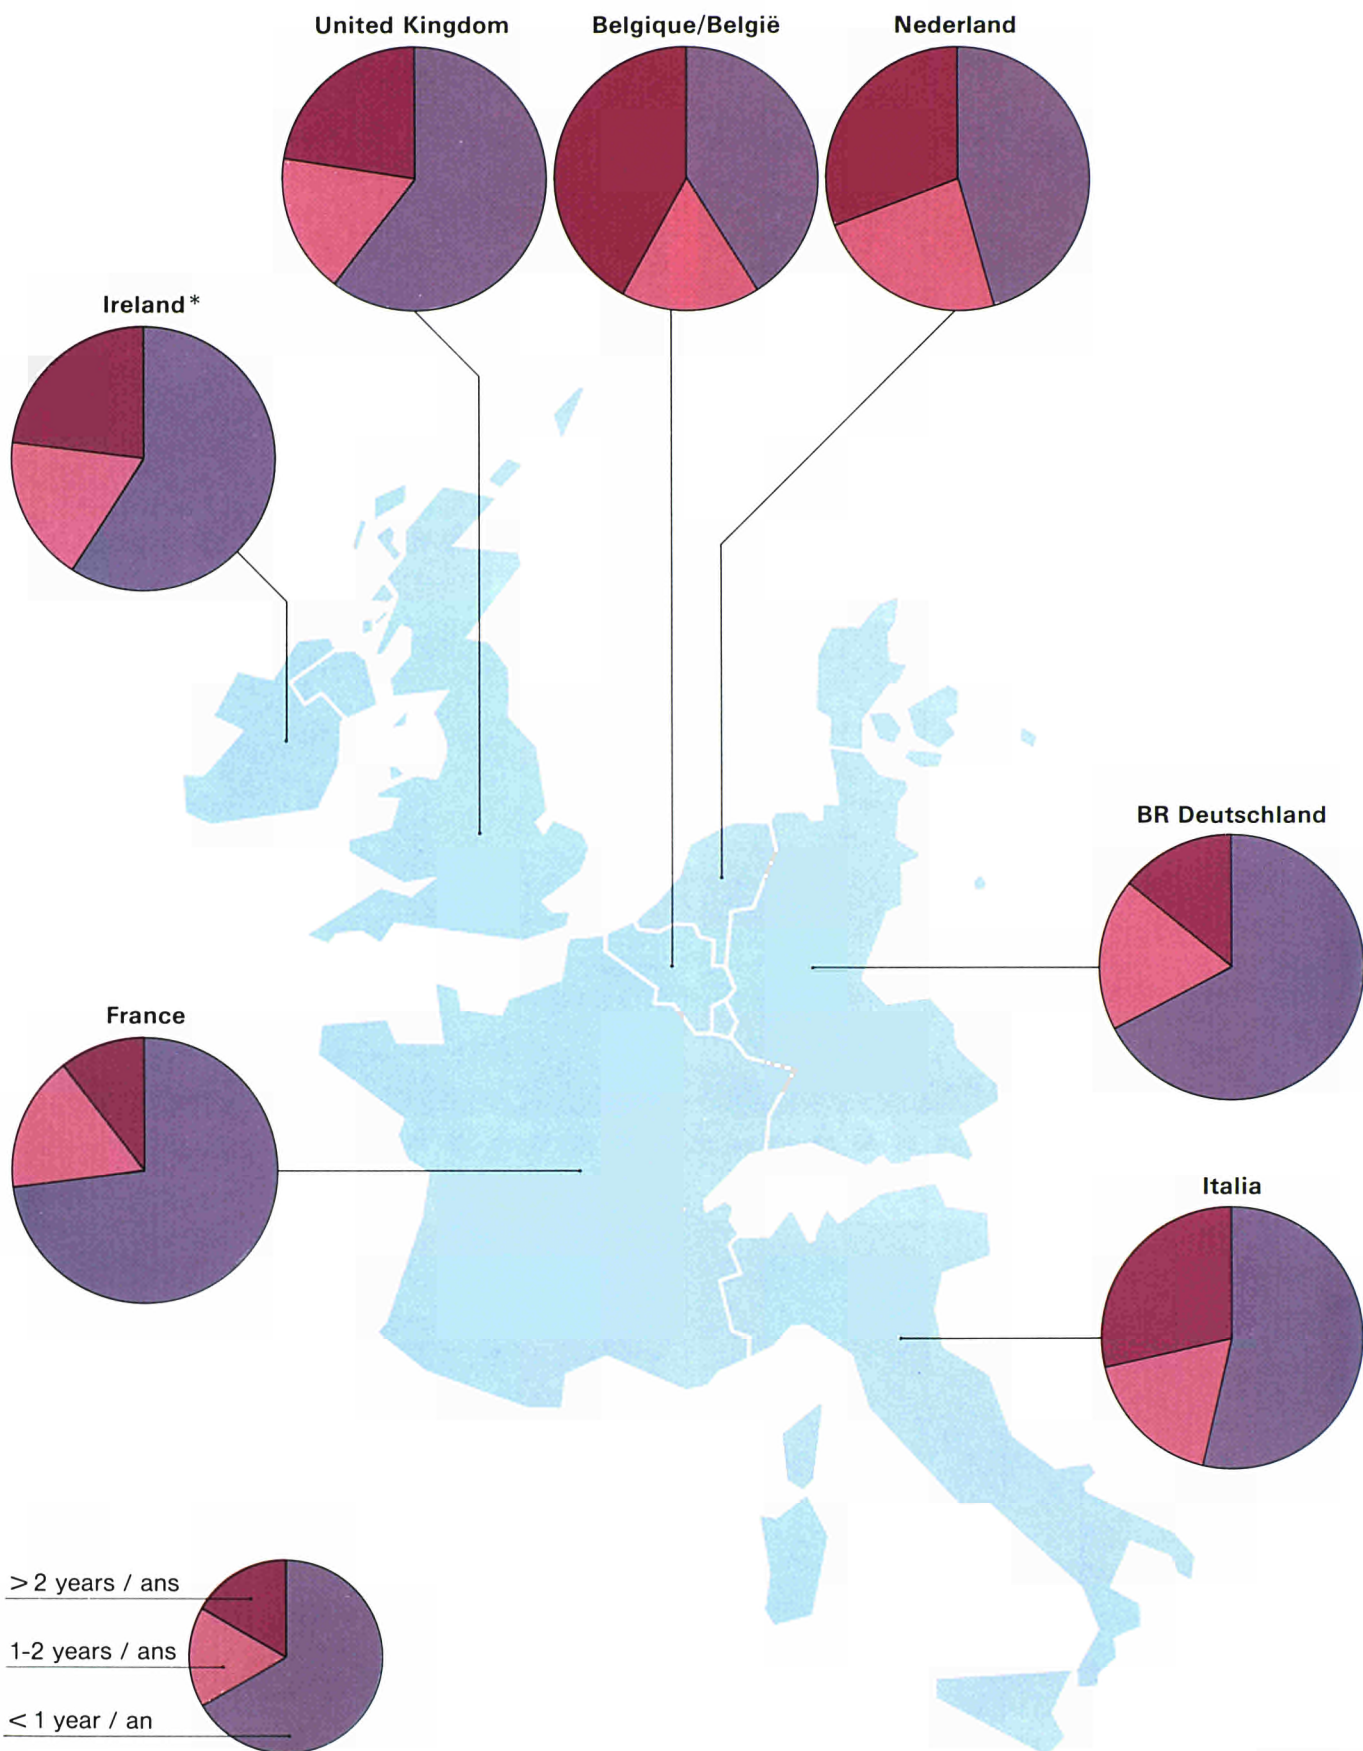 United Kingdom
Belgique/België
Nederland
Ireland*
BR Deutschland
France
Italia
> 2 years / ans
1-2 years / ans
< 1 year / an